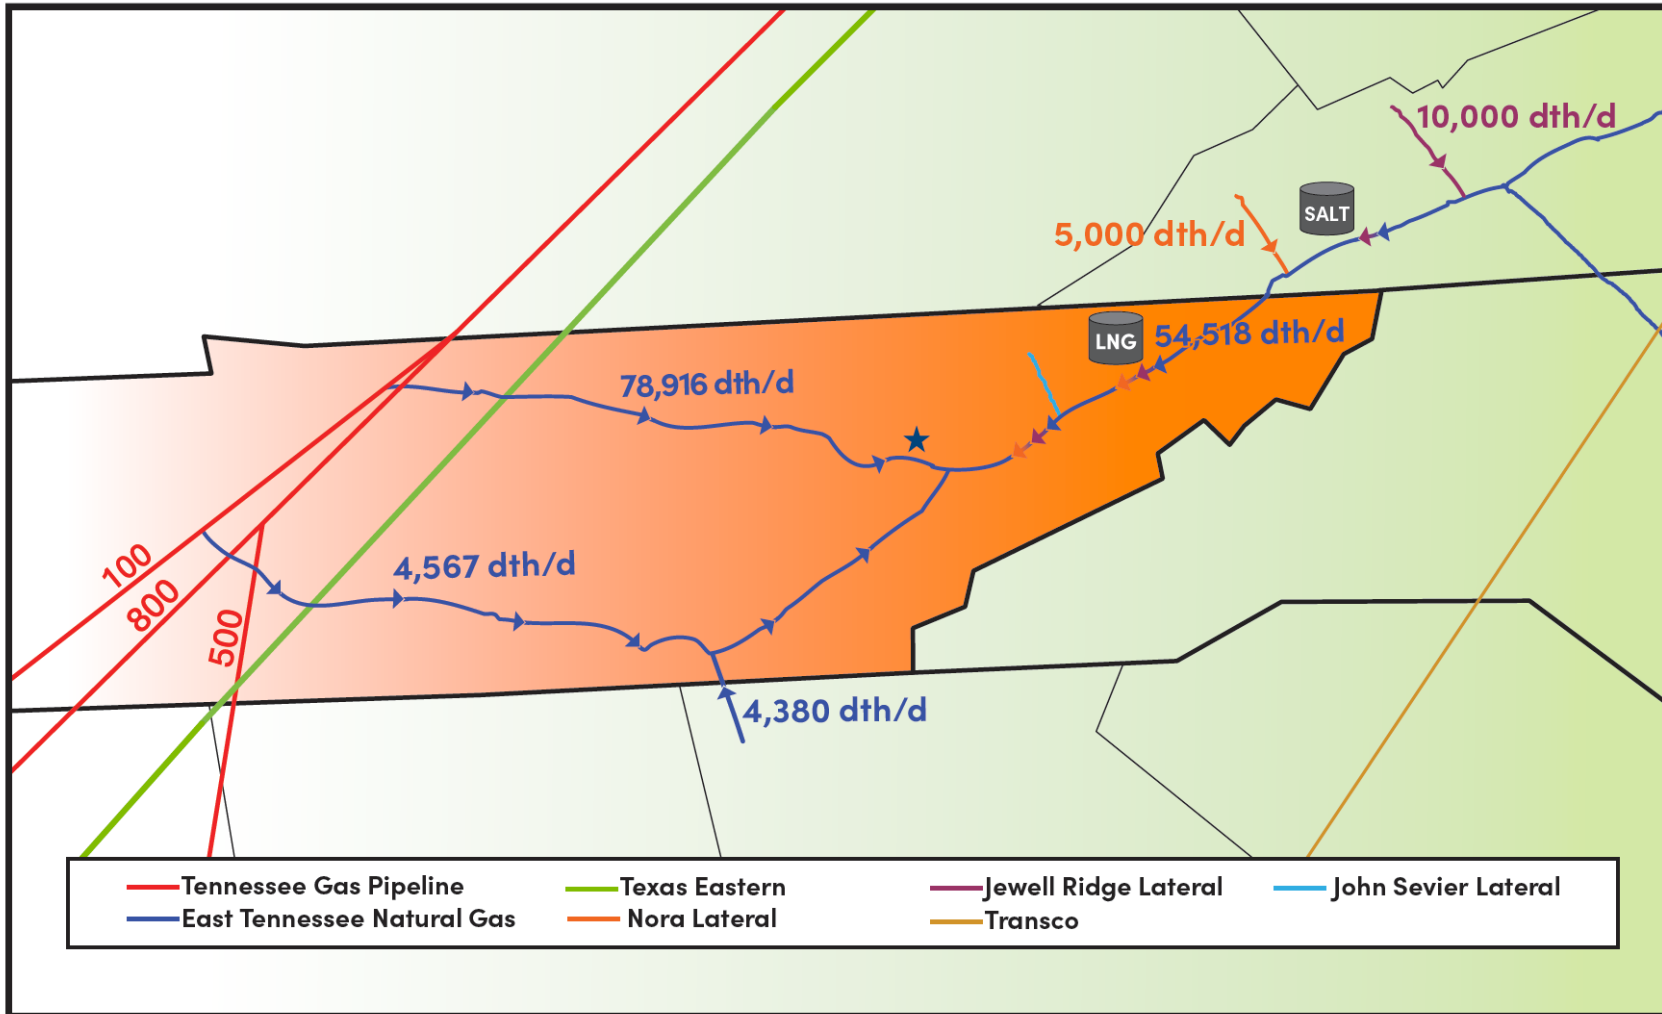 10,000 dth/d
SALT
5,000 dth/d
LNG
54,518 dth/d
78,916 dth/d
100
800
500
4,567 dth/d
4,380 dth/d
Tennessee Gas Pipeline
Texas Eastern
Jewell Ridge Lateral
John Sevier Lateral
East Tennessee Natural Gas
Nora Lateral
Transco